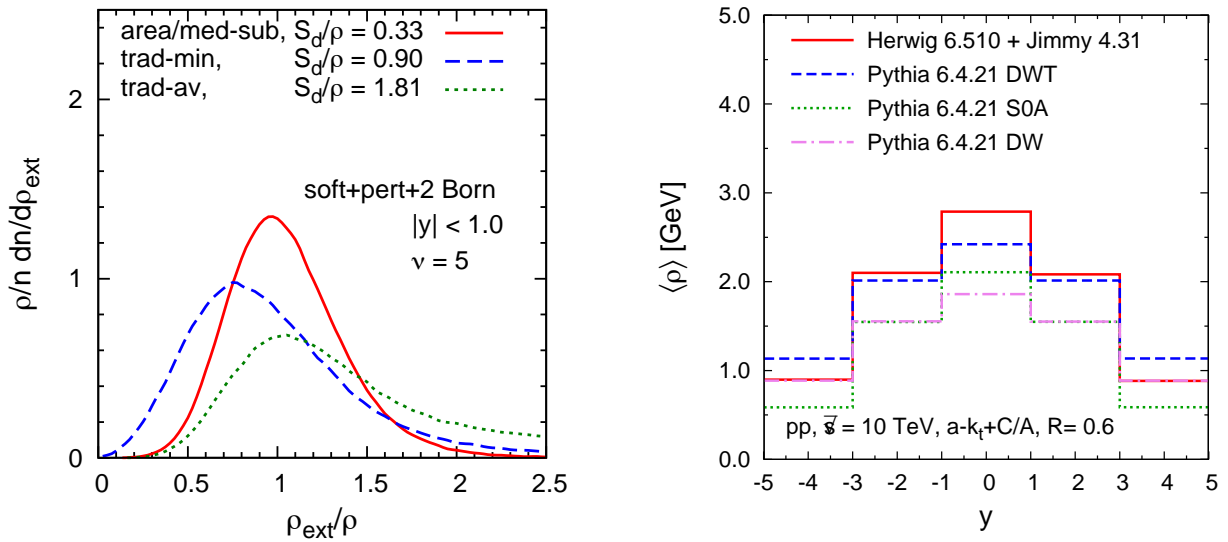 area/med-sub, S_d/ρ = 0.33
trad-min, S_d/ρ = 0.90
trad-av, S_d/ρ = 1.81
soft+pert+2 Born
|y| < 1.0
ν = 5
ρ/n dn/dρ_ext
0
1
2
0
0.5
1
1.5
2
2.5
ρ_ext/ρ
Herwig 6.510 + Jimmy 4.31
Pythia 6.4.21 DWT
Pythia 6.4.21 S0A
Pythia 6.4.21 DW
⟨ρ⟩ [GeV]
5.0
4.0
3.0
2.0
1.0
0.0
pp, √s = 10 TeV, a-k_t+C/A, R= 0.6
-5 -4 -3 -2 -1 0 1 2 3 4 5
y